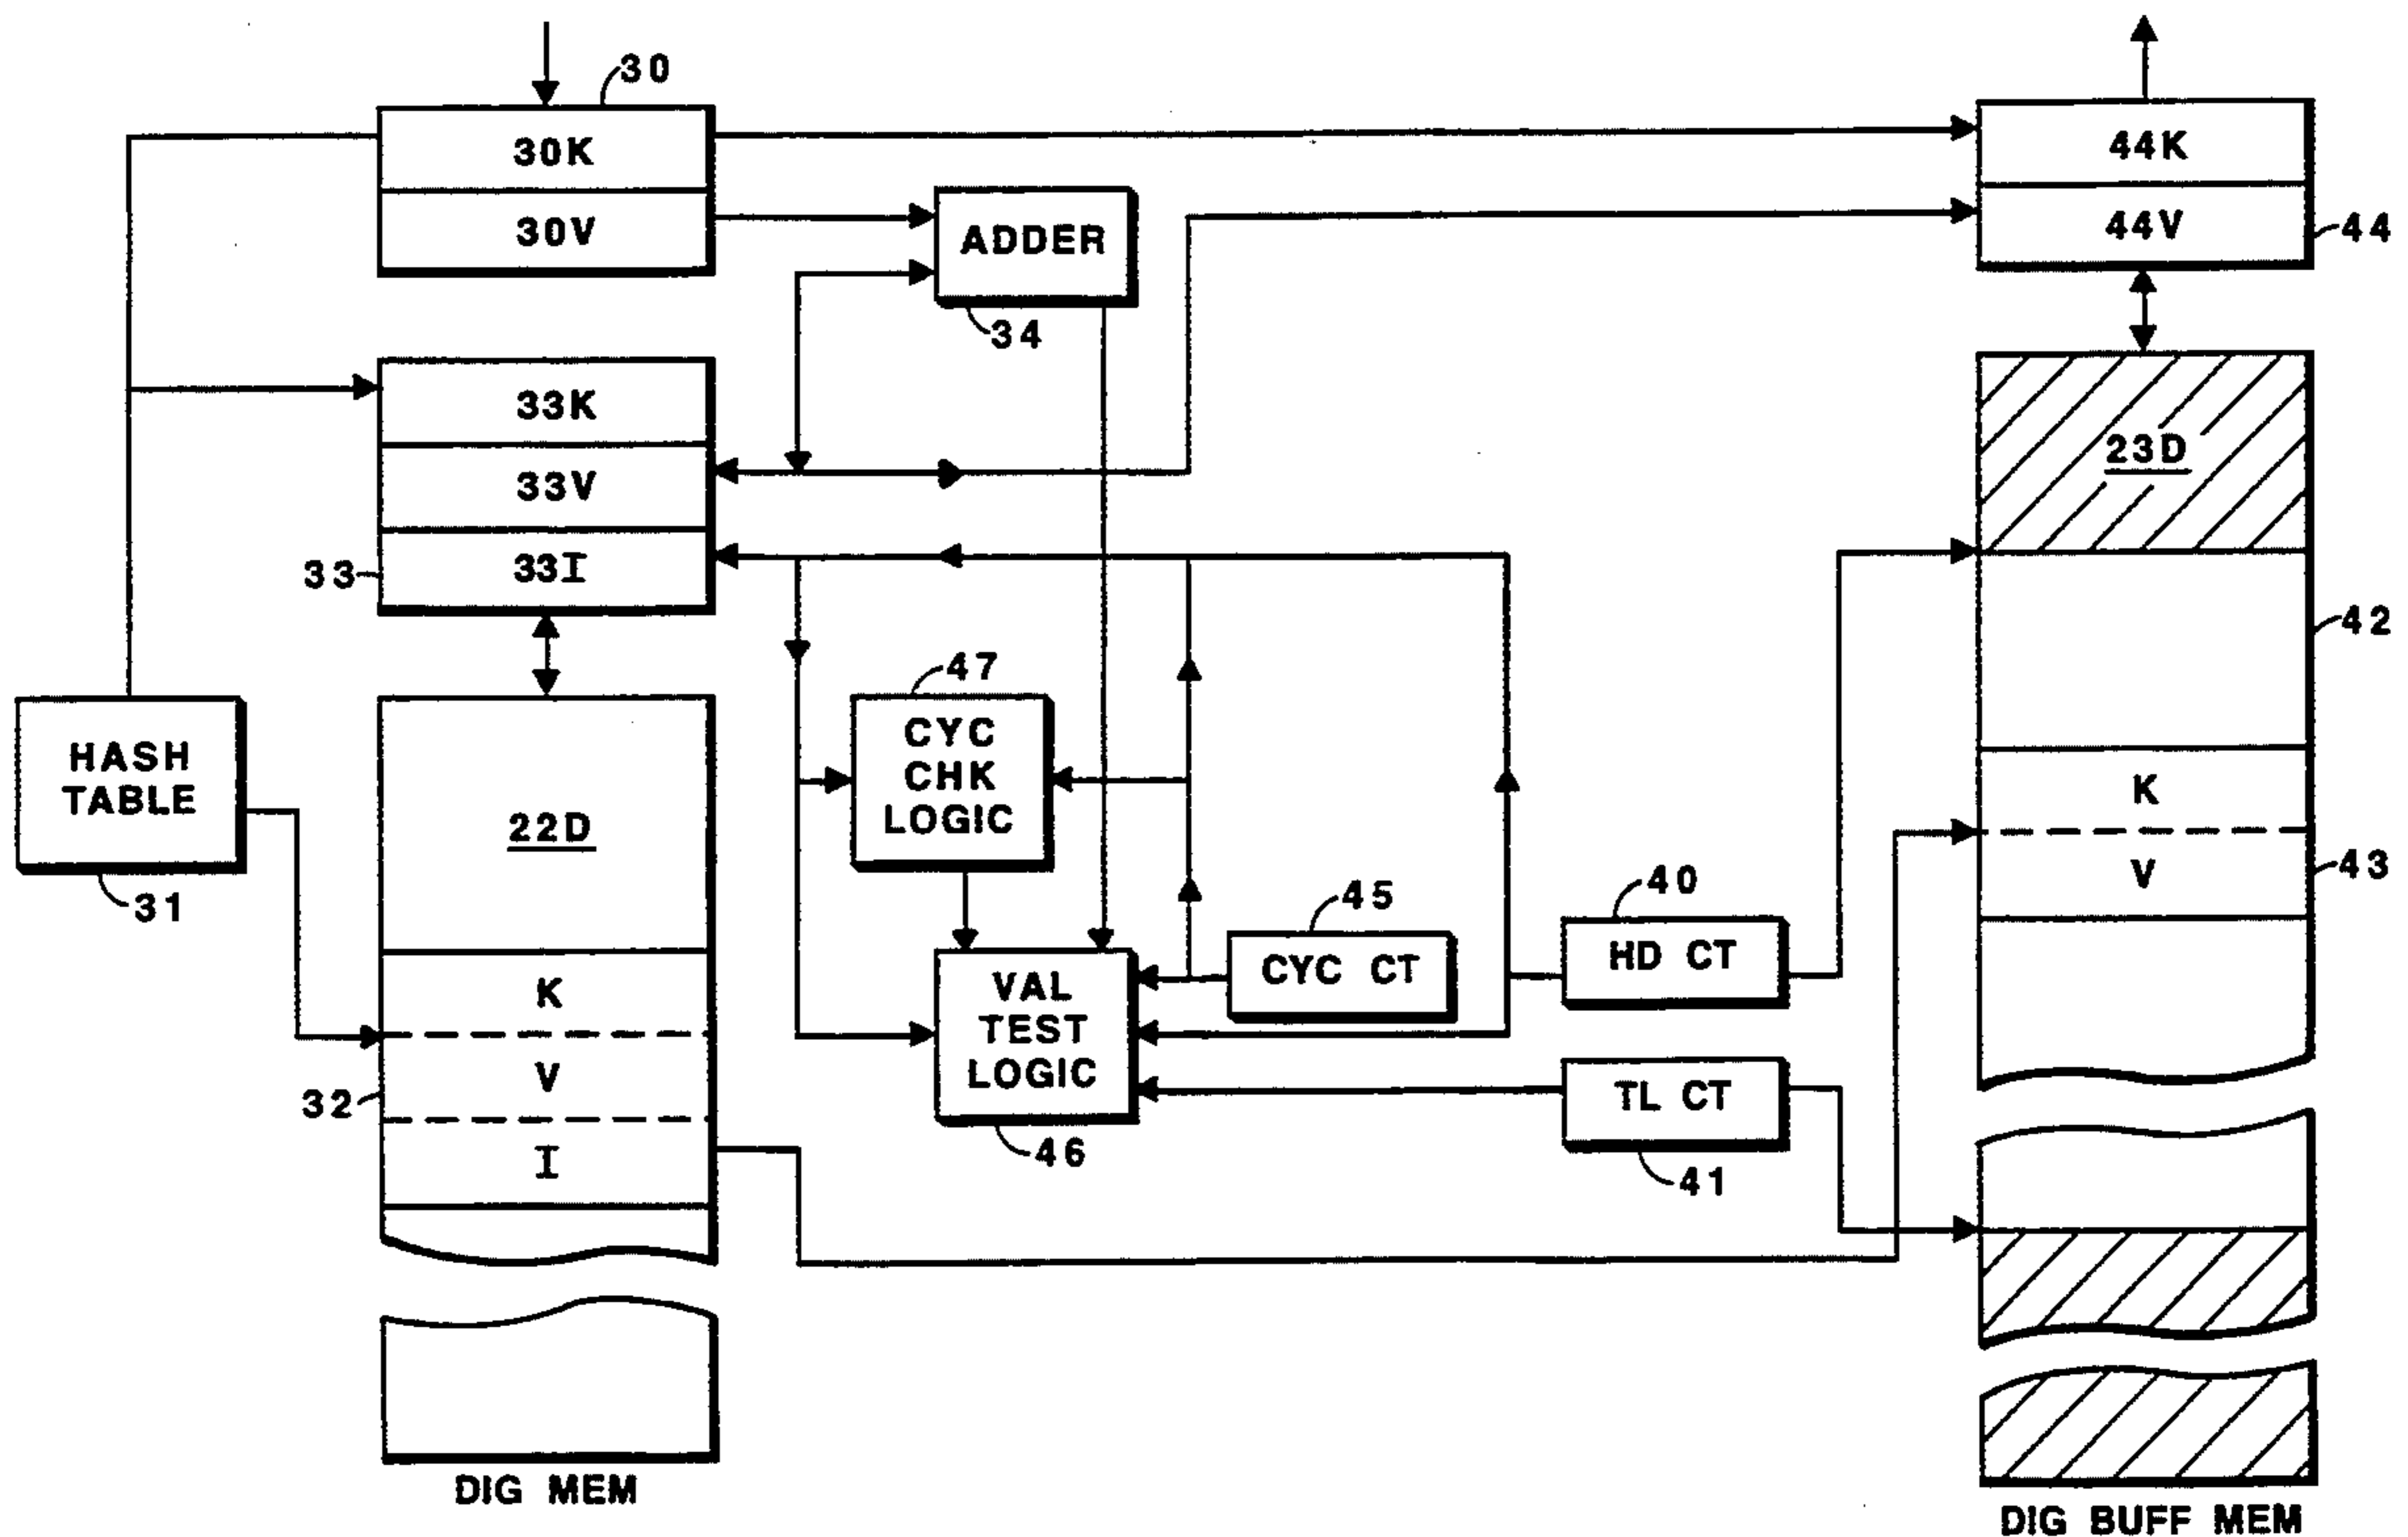 30
30K
30V
ADDER
34
44K
44V
44
33K
33V
33I
33
23D
42
47
CYC
CHK
LOGIC
HASH
TABLE
31
22D
K
V
I
32
VAL
TEST
LOGIC
46
45
CYC CT
40
HD CT
TL CT
41
K
V
43
DIG MEM
DIG BUFF MEM